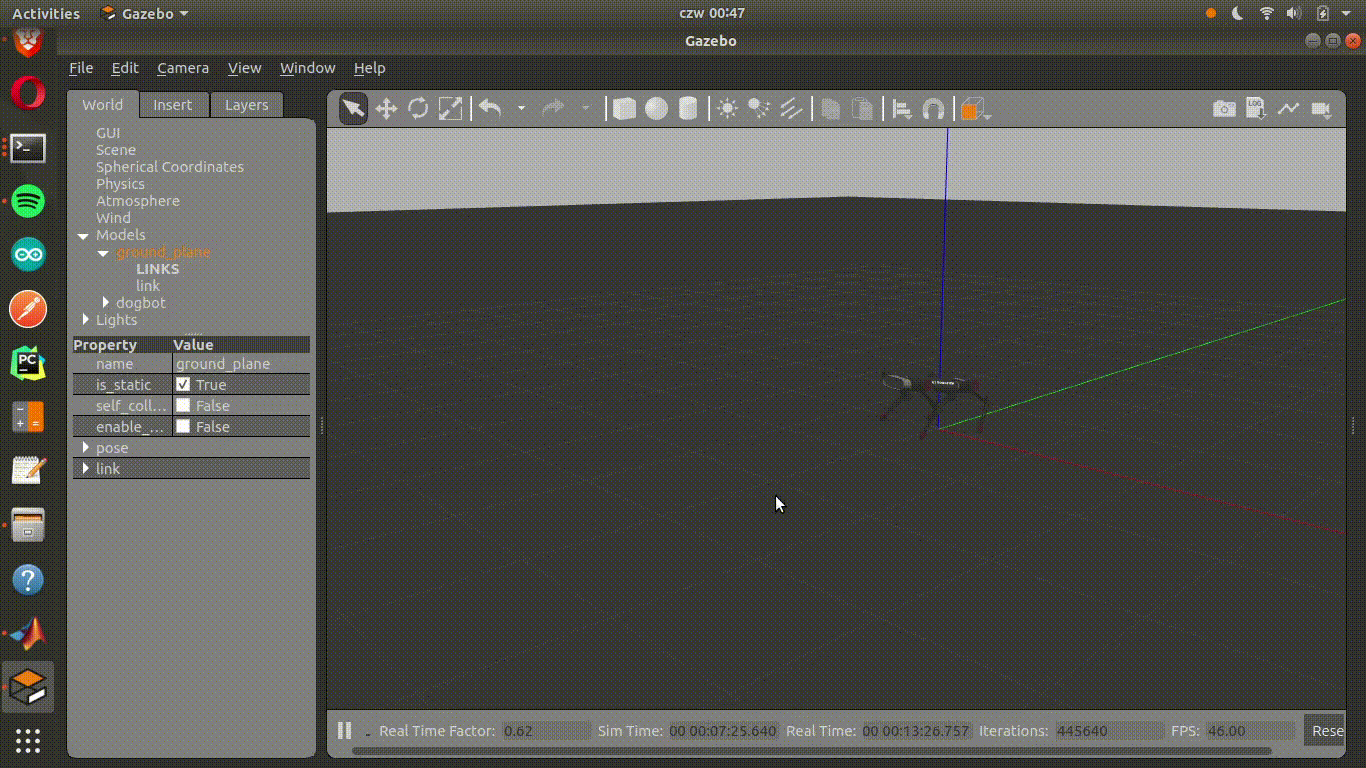 Activities Gazebo czw 00:47
Gazebo
File Edit Camera View Window Help
World Insert Layers
GUI
Scene
Spherical Coordinates
Physics
Atmosphere
Wind
Models
ground_plane
LINKS
link
dogbot
Lights
Property Value
name ground_plane
is_static True
self_coll... False
enable_... False
pose
link
LOG
PC
Real Time Factor: 0.62 Sim Time: 00 00:07:25.640 Real Time: 00 00:13:26.757 Iterations: 445640 FPS: 46.00 Rese